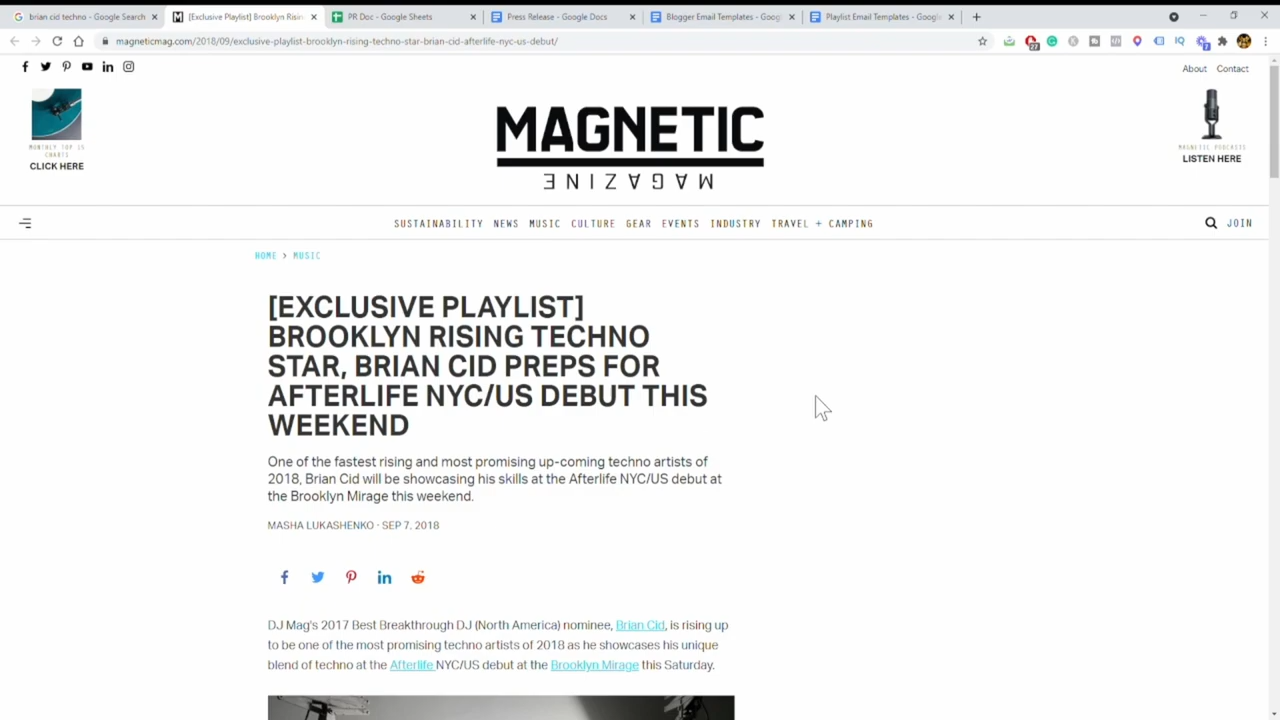 brian cid techno - Google Search
[Exclusive Playlist] Brooklyn Risin
PR Doc - Google Sheets
Press Release - Google Docs
Blogger Email Templates - Goog
Playlist Email Templates - Google
magneticmag.com/2018/09/exclusive-playlist-brooklyn-rising-techno-star-brian-cid-afterlife-nyc-us-debut/
About Contact
MONTHLY TOP 15
CHARTS
CLICK HERE
MAGNETIC
MAGAZINE
MAGNETIC PODCASTS
LISTEN HERE
SUSTAINABILITY NEWS MUSIC CULTURE GEAR EVENTS INDUSTRY TRAVEL + CAMPING
JOIN
HOME > MUSIC
[EXCLUSIVE PLAYLIST]
BROOKLYN RISING TECHNO
STAR, BRIAN CID PREPS FOR
AFTERLIFE NYC/US DEBUT THIS
WEEKEND
One of the fastest rising and most promising up-coming techno artists of
2018, Brian Cid will be showcasing his skills at the Afterlife NYC/US debut at
the Brooklyn Mirage this weekend.
MASHA LUKASHENKO · SEP 7, 2018
DJ Mag's 2017 Best Breakthrough DJ (North America) nominee, Brian Cid, is rising up
to be one of the most promising techno artists of 2018 as he showcases his unique
blend of techno at the Afterlife NYC/US debut at the Brooklyn Mirage this Saturday.